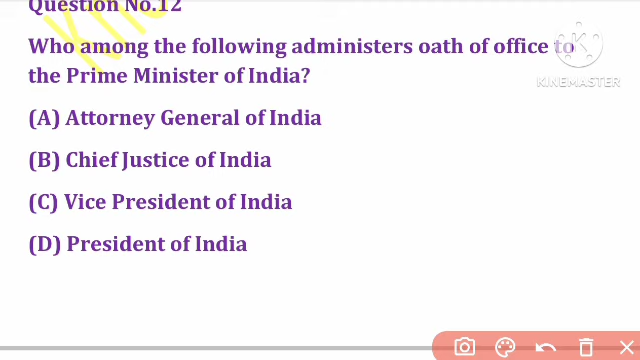 Question No.12
Who among the following administers oath of office to
the Prime Minister of India?
(A) Attorney General of India
(B) Chief Justice of India
(C) Vice President of India
(D) President of India
KINEMASTER